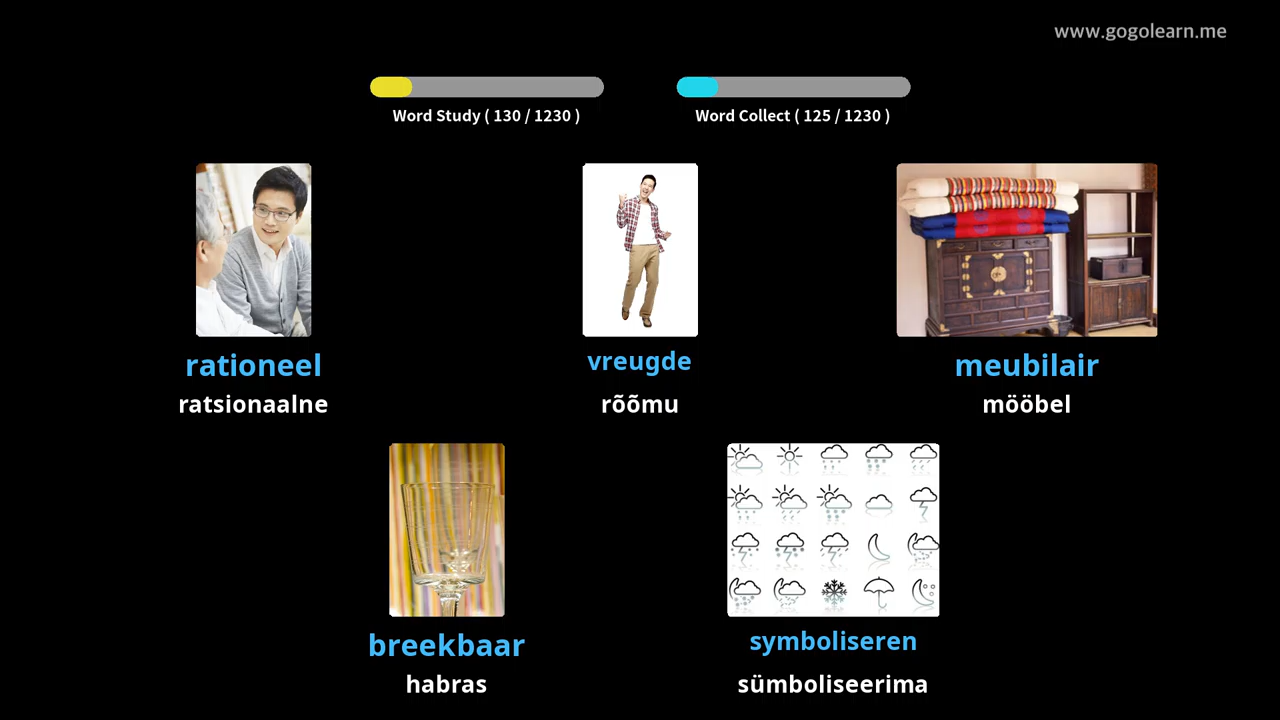 www.gogolearn.me
Word Study ( 130 / 1230 )
Word Collect ( 125 / 1230 )
rationeel
ratsionaalne
vreugde
rõõmu
meubilair
mööbel
breekbaar
habras
symboliseren
sümboliseerima